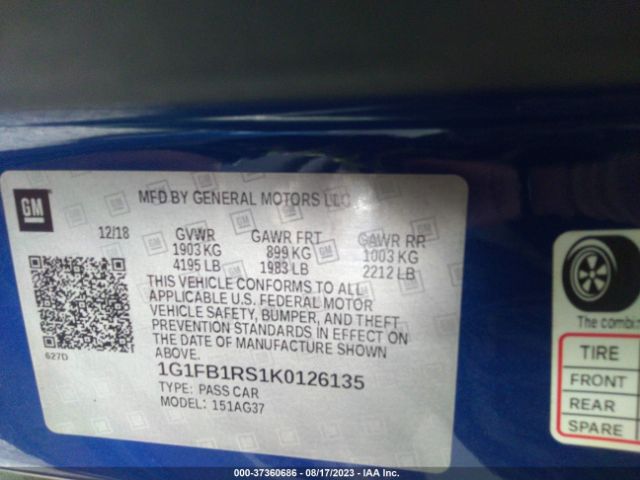 GM
MFD BY GENERAL MOTORS LLC
12/18 GVWR GAWR FRT GAWR RR
1903 KG 899 KG 1003 KG
4195 LB 1983 LB 2212 LB
THIS VEHICLE CONFORMS TO ALL
APPLICABLE U.S. FEDERAL MOTOR
VEHICLE SAFETY, BUMPER, AND THEFT
PREVENTION STANDARDS IN EFFECT ON
THE DATE OF MANUFACTURE SHOWN
ABOVE.
627D
1G1FB1RS1K0126135
TYPE: PASS CAR
MODEL: 151AG37
The combin
TIRE
FRONT
REAR
SPARE
000-37360686 - 08/17/2023 - IAA Inc.